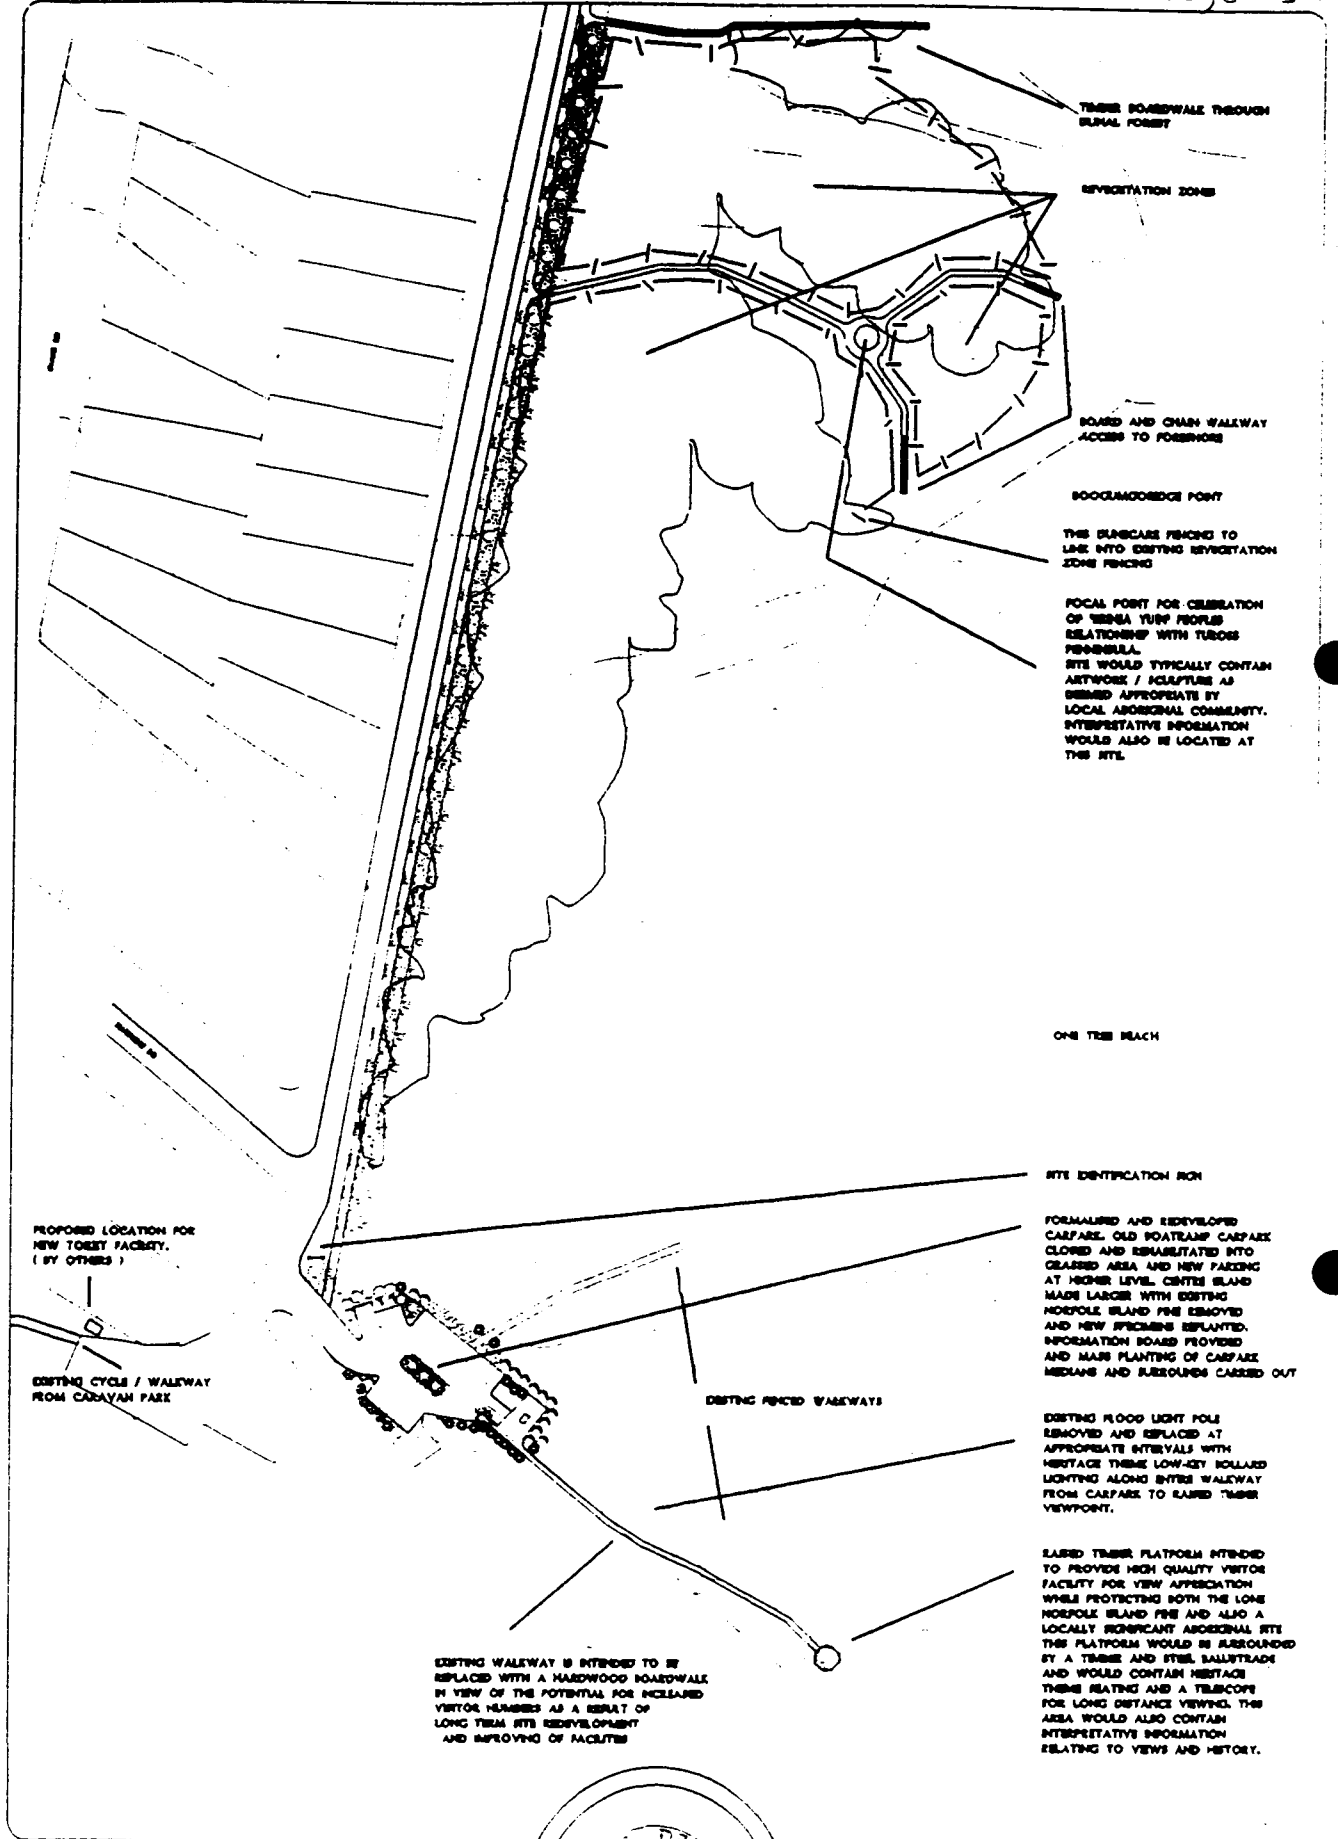 TIMBER BOARDWALK THROUGH
DUNAL FOREST
REVEGETATION ZONES
BOARD AND CHAIN WALKWAY
ACCESS TO FORESHORE
BOOGUMGORIDGE POINT
THIS DUNECARE FENCING TO
LINK INTO EXISTING REVEGETATION
ZONE FENCING
FOCAL POINT FOR CELEBRATION
OF
RELATIONSHIP WITH TUROSS
PENINSULA.
SITE WOULD TYPICALLY CONTAIN
ARTWORK / SCULPTURE AS
DEEMED APPROPRIATE BY
LOCAL ABORIGINAL COMMUNITY.
INTERPRETATIVE INFORMATION
WOULD ALSO BE LOCATED AT
THIS SITE.
ONE TREE BEACH
SITE IDENTIFICATION SIGN
FORMALISED AND REDEVELOPED
CARPARK. OLD BOATRAMP CARPARK
CLOSED AND REHABILITATED INTO
GRASSED AREA AND NEW PARKING
AT HIGHER LEVEL. CENTRE ISLAND
MADE LARGER WITH EXISTING
NORFOLK ISLAND PINE REMOVED
AND NEW SPECIMENS REPLANTED.
INFORMATION BOARD PROVIDED
AND MASS PLANTING OF CARPARK
MEDIANS AND SURROUNDS CARRIED OUT
PROPOSED LOCATION FOR
NEW TOILET FACILITY.
( BY OTHERS )
EXISTING CYCLE / WALKWAY
FROM CARAVAN PARK
EXISTING FENCED WALKWAYS
EXISTING FLOOD LIGHT POLE
REMOVED AND REPLACED AT
APPROPRIATE INTERVALS WITH
HERITAGE THEME LOW-KEY BOLLARD
LIGHTING ALONG ENTIRE WALKWAY
FROM CARPARK TO RAISED TIMBER
VIEWPOINT.
RAISED TIMBER PLATFORM INTENDED
TO PROVIDE HIGH QUALITY VISITOR
FACILITY FOR VIEW APPRECIATION
WHILE PROTECTING BOTH THE LONE
NORFOLK ISLAND PINE AND ALSO A
LOCALLY SIGNIFICANT ABORIGINAL SITE
THIS PLATFORM WOULD BE SURROUNDED
BY A TIMBER AND STEEL BALUSTRADE
AND WOULD CONTAIN HERITAGE
THEME SEATING AND A TELESCOPE
FOR LONG DISTANCE VIEWING. THIS
AREA WOULD ALSO CONTAIN
INTERPRETATIVE INFORMATION
RELATING TO VIEWS AND HISTORY.
EXISTING WALKWAY IS INTENDED TO BE
REPLACED WITH A HARDWOOD BOARDWALK
IN VIEW OF THE POTENTIAL FOR INCREASED
VISITOR NUMBERS AS A RESULT OF
LONG TERM SITE REDEVELOPMENT
AND IMPROVING OF FACILITIES